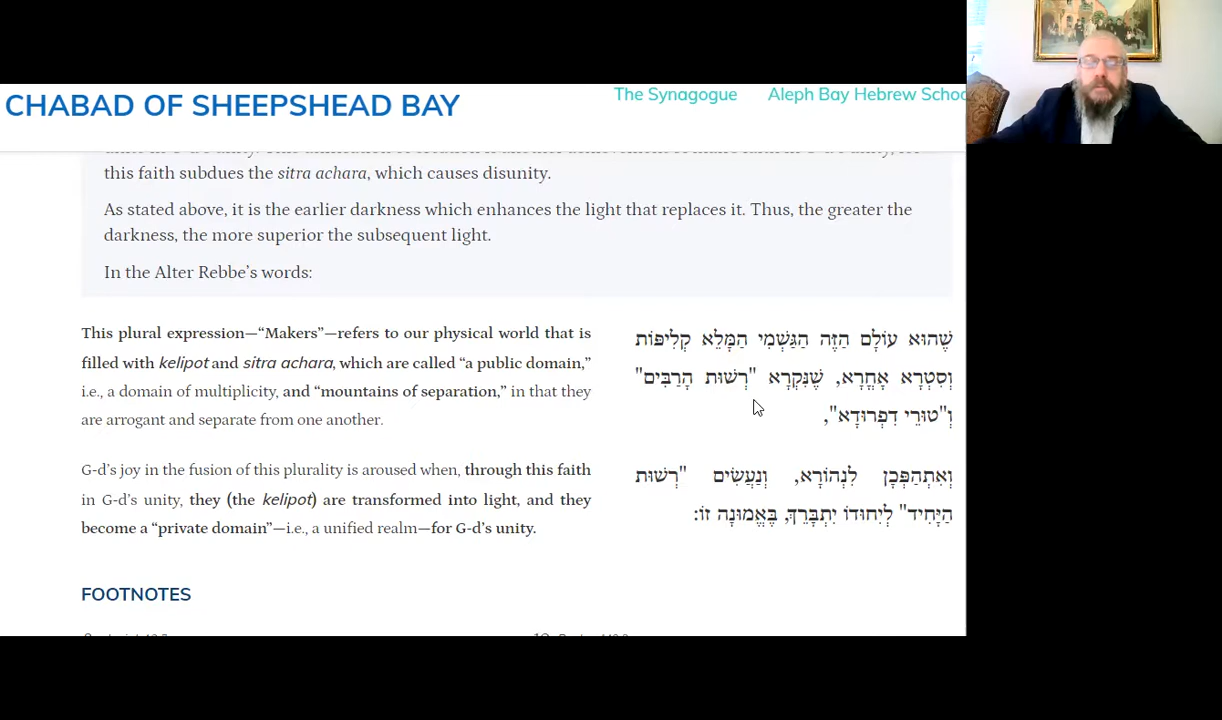 CHABAD OF SHEEPSHEAD BAY
The Synagogue
Aleph Bay Hebrew Schoo
this faith subdues the sitra achara, which causes disunity.
As stated above, it is the earlier darkness which enhances the light that replaces it. Thus, the greater the
darkness, the more superior the subsequent light.
In the Alter Rebbe’s words:
This plural expression—“Makers”—refers to our physical world that is
filled with kelipot and sitra achara, which are called “a public domain,”
i.e., a domain of multiplicity, and “mountains of separation,” in that they
are arrogant and separate from one another.
שֶׁהוּא עוֹלָם הַזֶּה הַגַּשְׁמִי הַמָּלֵא קְלִיפּוֹת
וְסִטְרָא אָחֳרָא, שֶׁנִּקְרָא "רְשׁוּת הָרַבִּים"
וְ"טוּרֵי דִפְרוּדָא",
G-d’s joy in the fusion of this plurality is aroused when, through this faith
in G-d’s unity, they (the kelipot) are transformed into light, and they
become a “private domain”—i.e., a unified realm—for G-d’s unity.
וְאִתְהַפְּכָן לִנְהוֹרָא, וְנַעֲשִׂים "רְשׁוּת
הַיָּחִיד" לְיִחוּדוֹ יִתְבָּרֵךְ, בֶּאֱמוּנָה זוֹ:
FOOTNOTES